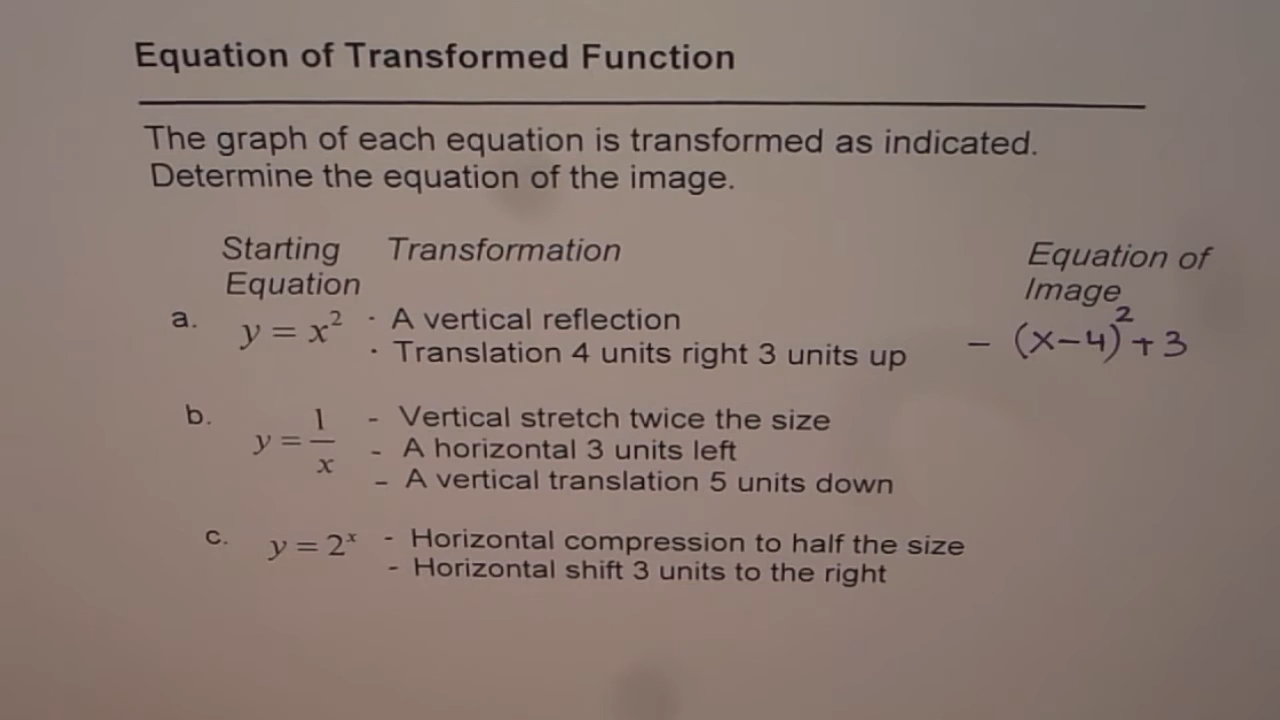 Equation of Transformed Function
The graph of each equation is transformed as indicated.
Determine the equation of the image.
Starting Transformation Equation of
Equation Image
a. y = x² · A vertical reflection
· Translation 4 units right 3 units up − (x−4)² + 3
b. y = 1/x - Vertical stretch twice the size
- A horizontal 3 units left
- A vertical translation 5 units down
c. y = 2ˣ - Horizontal compression to half the size
- Horizontal shift 3 units to the right